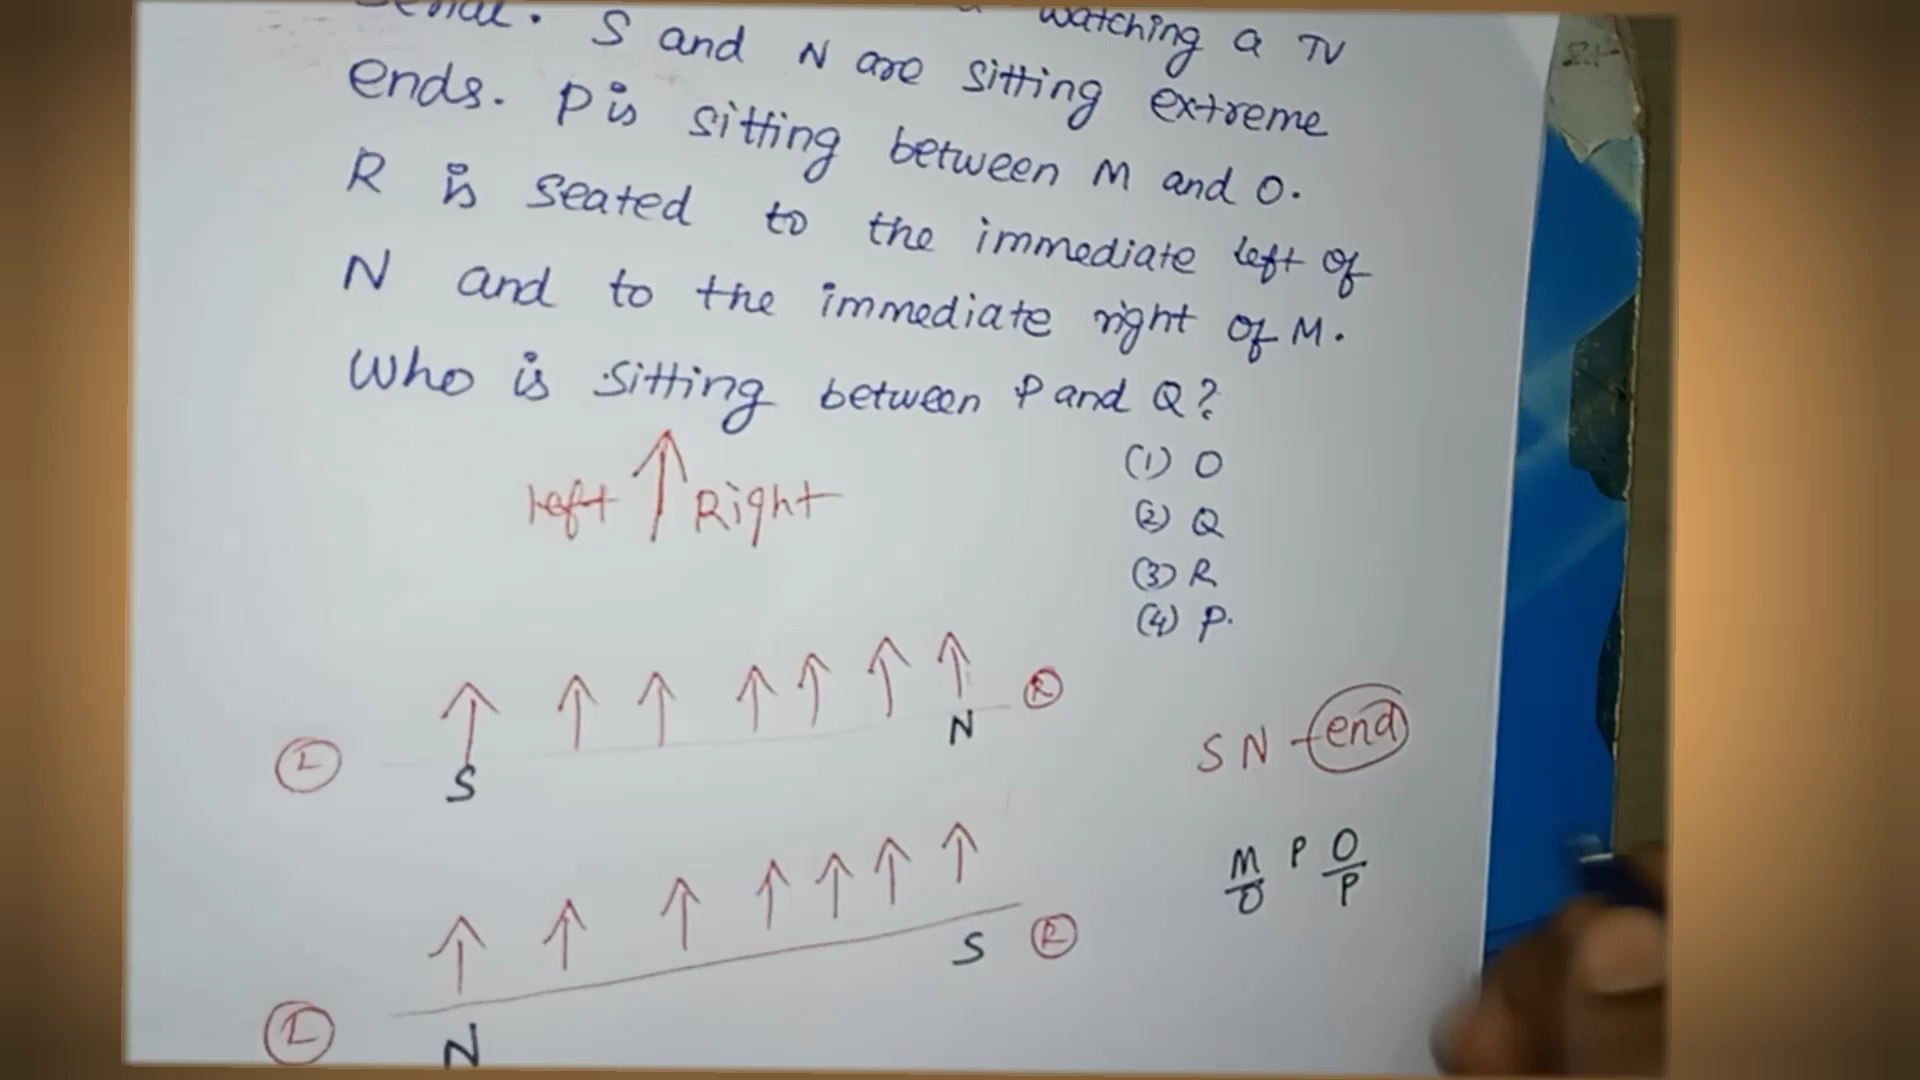 Serial. watching a TV
S and N are sitting extreme
ends. P is sitting between M and O.
R is seated to the immediate left of
N and to the immediate right of M.
Who is sitting between P and Q?
left Right
(1) O
(2) Q
(3) R
(4) P.
L S N R
S N - end
M P O
O P
L N S R